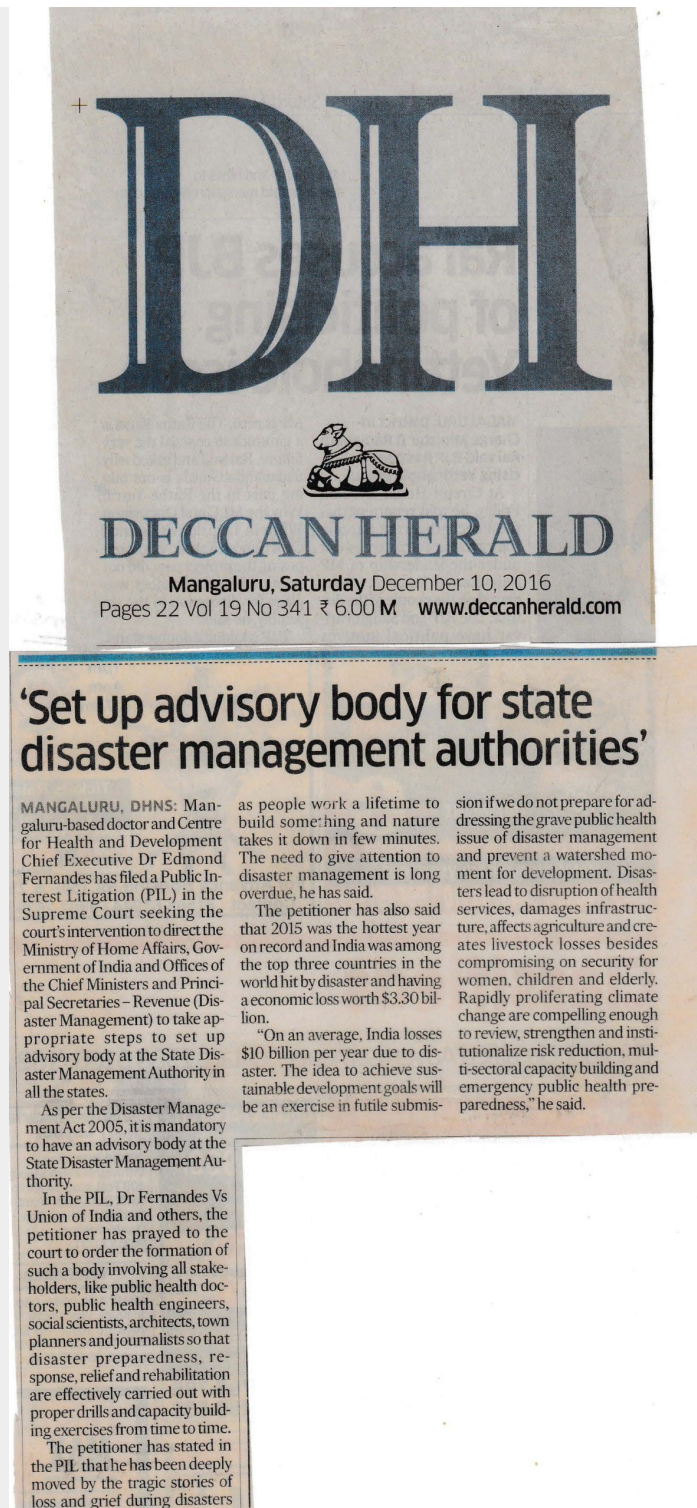 DH
DECCAN HERALD
Mangaluru, Saturday December 10, 2016
Pages 22 Vol 19 No 341 ₹ 6.00 M www.deccanherald.com
‘Set up advisory body for state
disaster management authorities’
MANGALURU, DHNS: Man-
galuru-based doctor and Centre
for Health and Development
Chief Executive Dr Edmond
Fernandes has filed a Public In-
terest Litigation (PIL) in the
Supreme Court seeking the
court's intervention to direct the
Ministry of Home Affairs, Gov-
ernment of India and Offices of
the Chief Ministers and Princi-
pal Secretaries – Revenue (Dis-
aster Management) to take ap-
propriate steps to set up
advisory body at the State Dis-
aster Management Authority in
all the states.
As per the Disaster Manage-
ment Act 2005, it is mandatory
to have an advisory body at the
State Disaster Management Au-
thority.
In the PIL, Dr Fernandes Vs
Union of India and others, the
petitioner has prayed to the
court to order the formation of
such a body involving all stake-
holders, like public health doc-
tors, public health engineers,
social scientists, architects, town
planners and journalists so that
disaster preparedness, re-
sponse, relief and rehabilitation
are effectively carried out with
proper drills and capacity build-
ing exercises from time to time.
The petitioner has stated in
the PIL that he has been deeply
moved by the tragic stories of
loss and grief during disasters
as people work a lifetime to
build something and nature
takes it down in few minutes.
The need to give attention to
disaster management is long
overdue, he has said.
The petitioner has also said
that 2015 was the hottest year
on record and India was among
the top three countries in the
world hit by disaster and having
a economic loss worth $3.30 bil-
lion.
“On an average, India losses
$10 billion per year due to dis-
aster. The idea to achieve sus-
tainable development goals will
be an exercise in futile submis-
sion if we do not prepare for ad-
dressing the grave public health
issue of disaster management
and prevent a watershed mo-
ment for development. Disas-
ters lead to disruption of health
services, damages infrastruc-
ture, affects agriculture and cre-
ates livestock losses besides
compromising on security for
women, children and elderly.
Rapidly proliferating climate
change are compelling enough
to review, strengthen and insti-
tutionalize risk reduction, mul-
ti-sectoral capacity building and
emergency public health pre-
paredness,” he said.